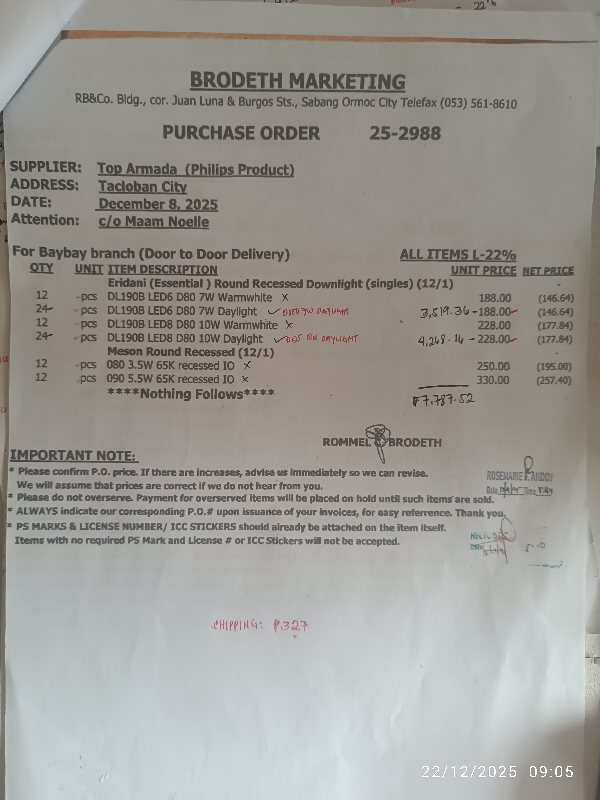 22"
BRODETH MARKETING
RB&Co. Bldg., cor. Juan Luna & Burgos Sts., Sabang Ormoc City Telefax (053) 561-8610
PURCHASE ORDER 25-2988
SUPPLIER: Top Armada (Philips Product)
ADDRESS: Tacloban City
DATE: December 8, 2025
Attention: c/o Maam Noelle
For Baybay branch (Door to Door Delivery) ALL ITEMS L-22%
QTY UNIT ITEM DESCRIPTION UNIT PRICE NET PRICE
Eridani (Essential ) Round Recessed Downlight (singles) (12/1)
12 -pcs DL190B LED6 D80 7W Warmwhite x 188.00 (146.64)
24 -pcs DL190B LED6 D80 7W Daylight ✓ 7W DAYLIGHT 3,519.36 -188.00 (146.64)
12 -pcs DL190B LED8 D80 10W Warmwhite x 228.00 (177.84)
24 -pcs DL190B LED8 D80 10W Daylight ✓ 10W DAYLIGHT 4,268.16 -228.00 (177.84)
Meson Round Recessed (12/1)
12 -pcs 080 3.5W 65K recessed IO x 250.00 (195.00)
12 -pcs 090 5.5W 65K recessed IO x 330.00 (257.40)
****Nothing Follows**** ₱7,787.52
ROMMEL BRODETH
IMPORTANT NOTE:
* Please confirm P.O. price. If there are increases, advise us immediately so we can revise.
We will assume that prices are correct if we do not hear from you.
ROSEMARIE P. ANDOY
* Please do not overserve. Payment for overserved items will be placed on hold until such items are sold.
* ALWAYS indicate our corresponding P.O.# upon issuance of your invoices, for easy referrence. Thank you.
* PS MARKS & LICENSE NUMBER/ ICC STICKERS should already be attached on the item itself.
Items with no required PS Mark and License # or ICC Stickers will not be accepted.
SHIPPING: ₱327
22/12/2025 09:05